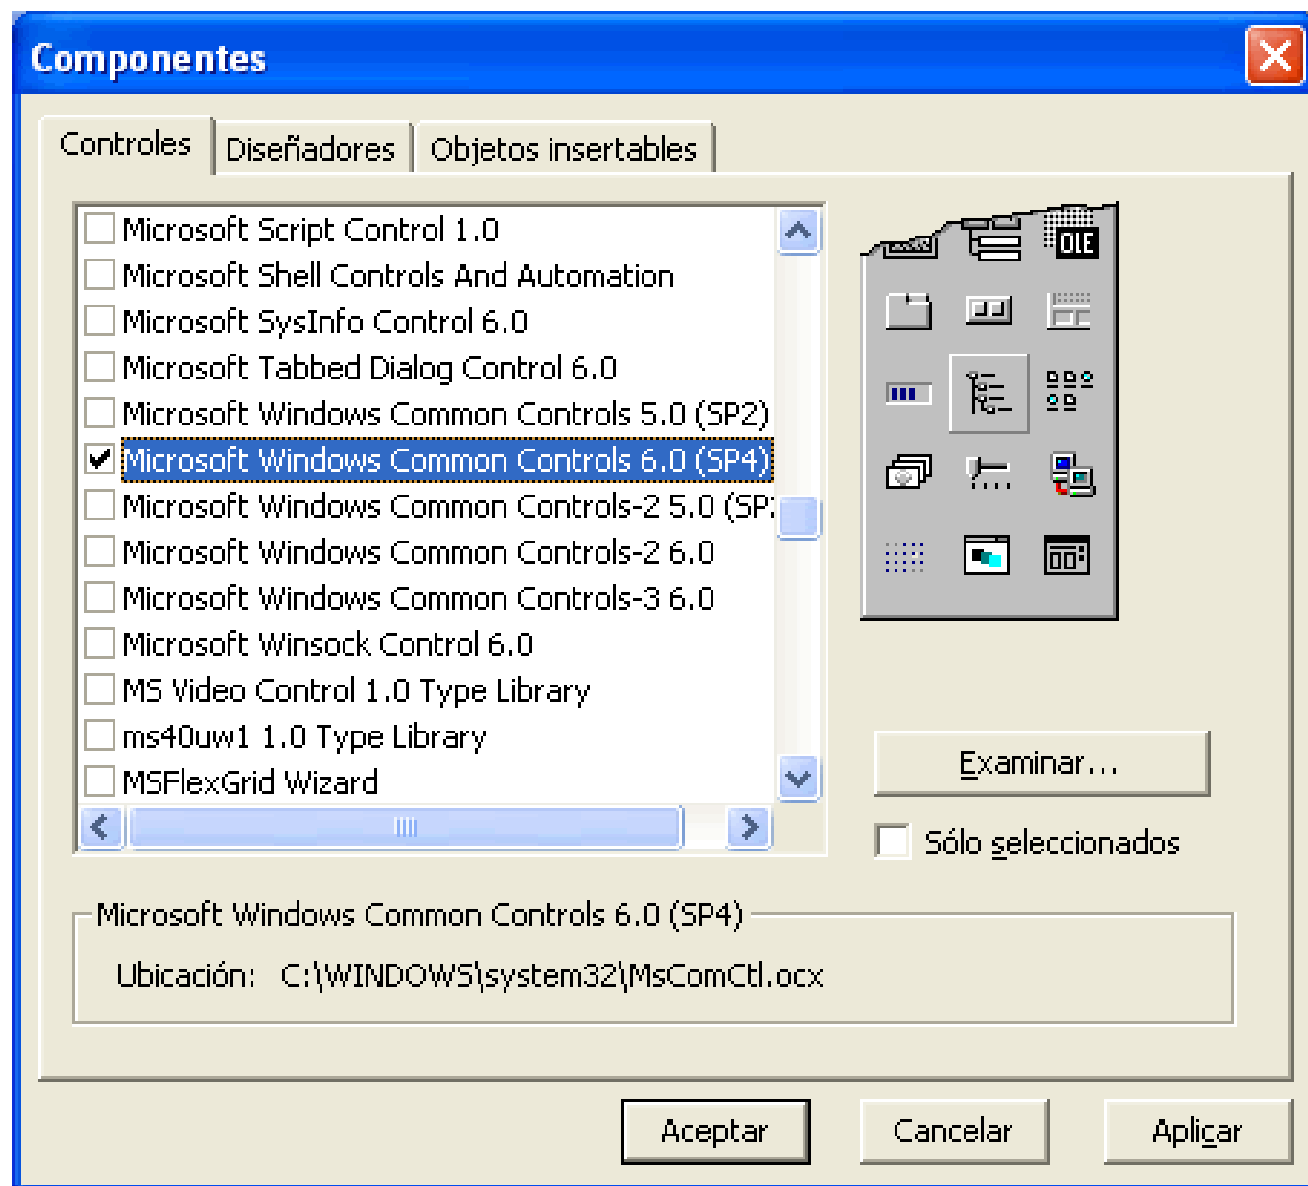 Componentes
Controles
Diseñadores
Objetos insertables
Microsoft Script Control 1.0
Microsoft Shell Controls And Automation
Microsoft SysInfo Control 6.0
Microsoft Tabbed Dialog Control 6.0
Microsoft Windows Common Controls 5.0 (SP2)
Microsoft Windows Common Controls 6.0 (SP4)
Microsoft Windows Common Controls-2 5.0 (SP
Microsoft Windows Common Controls-2 6.0
Microsoft Windows Common Controls-3 6.0
Microsoft Winsock Control 6.0
MS Video Control 1.0 Type Library
ms40uw1 1.0 Type Library
MSFlexGrid Wizard
OLE
Examinar...
Sólo seleccionados
Microsoft Windows Common Controls 6.0 (SP4)
Ubicación: C:\WINDOWS\system32\MsComCtl.ocx
Aceptar
Cancelar
Aplicar